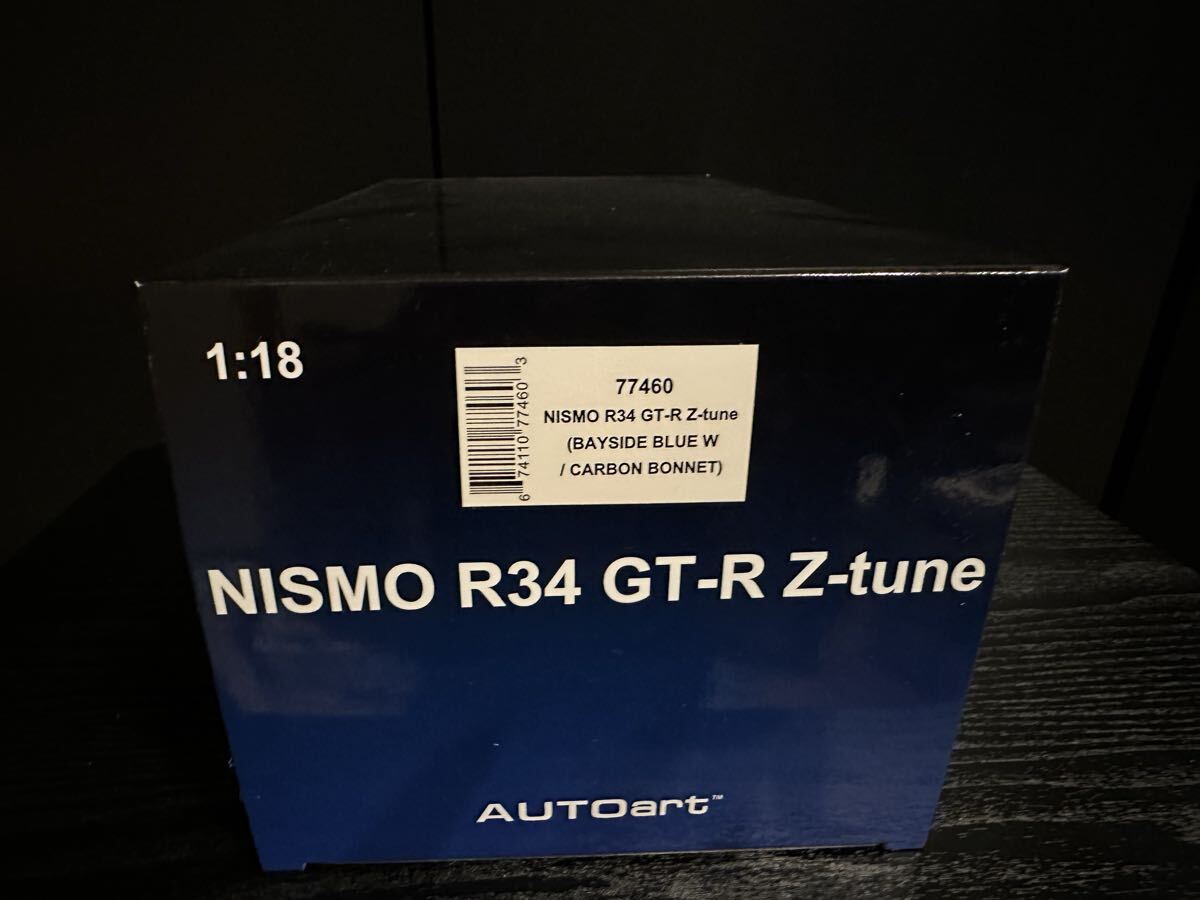 1:18
6 74110 77460 3
77460
NISMO R34 GT-R Z-tune
(BAYSIDE BLUE W
/ CARBON BONNET)
NISMO R34 GT-R Z-tune
AUTOart™